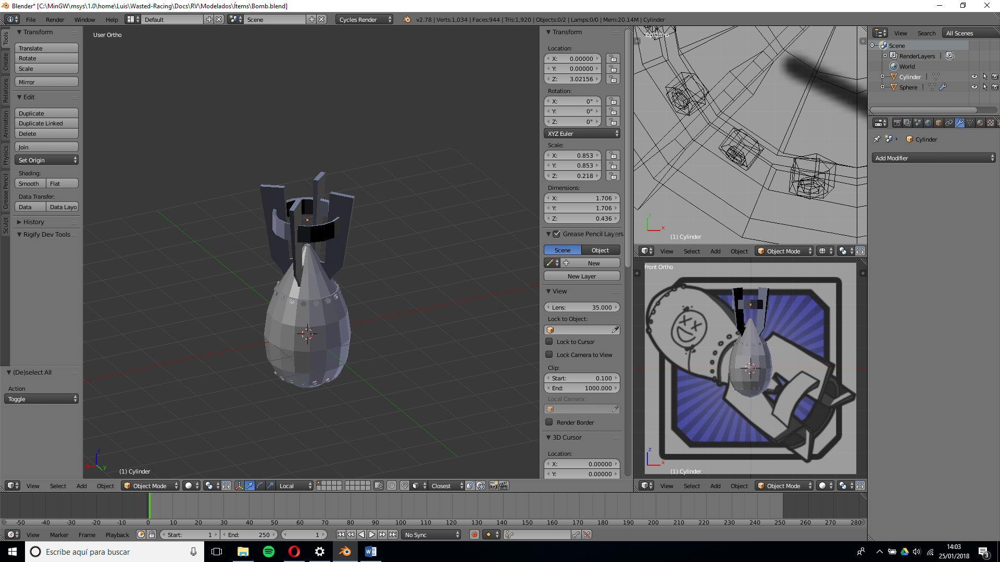 Blender* [C:\MinGW\msys\1.0\home\Luis\Wasted-Racing\Docs\RV\Modelados\Ítems\Bomb.blend]
File Render Window Help Default Scene Cycles Render v2.78 | Verts:1,034 | Faces:944 | Tris:1,920 | Objects:0/2 | Lamps:0/0 | Mem:20.14M | Cylinder
Tools
Create
Relations
Animation
Physics
Grease Pencil
Sculpt
Transform
Translate
Rotate
Scale
Mirror
Edit
Duplicate
Duplicate Linked
Delete
Join
Set Origin
Shading:
Smooth Flat
Data Transfer:
Data Data Layo
History
Rigify Dev Tools
(De)select All
Action
Toggle
User Ortho
z
y
(1) Cylinder
Transform
Location:
X: 0.00000
Y: 0.00000
Z: 3.02156
Rotation:
X: 0°
Y: 0°
Z: 0°
XYZ Euler
Scale:
X: 0.853
Y: 0.853
Z: 0.218
Dimensions:
X: 1.706
Y: 1.706
Z: 0.436
Grease Pencil Layers
Scene Object
New
New Layer
View
Lens: 35.000
Lock to Object:
Lock to Cursor
Lock Camera to View
Clip:
Start: 0.100
End: 1000.000
Local Camera:
Render Border
3D Cursor
Location:
X: 0.00000
Y: 0.00000
Top Ortho
y
x
(1) Cylinder
View Select Add Object Object Mode
Front Ortho
z
x
(1) Cylinder
View Select Add Object Object Mode
View Search All Scenes
Scene
RenderLayers
World
Cylinder
Sphere
Cylinder
Add Modifier
View Select Add Object Object Mode Local Closest
-50 -40 -30 -20 -10 0 10 20 30 40 50 60 70 80 90 100 110 120 130 140 150 160 170 180 190 200 210 220 230 240 250 260 270 280
View Marker Frame Playback Start: 1 End: 250 1 No Sync
Escribe aquí para buscar
14:03
25/01/2018
3